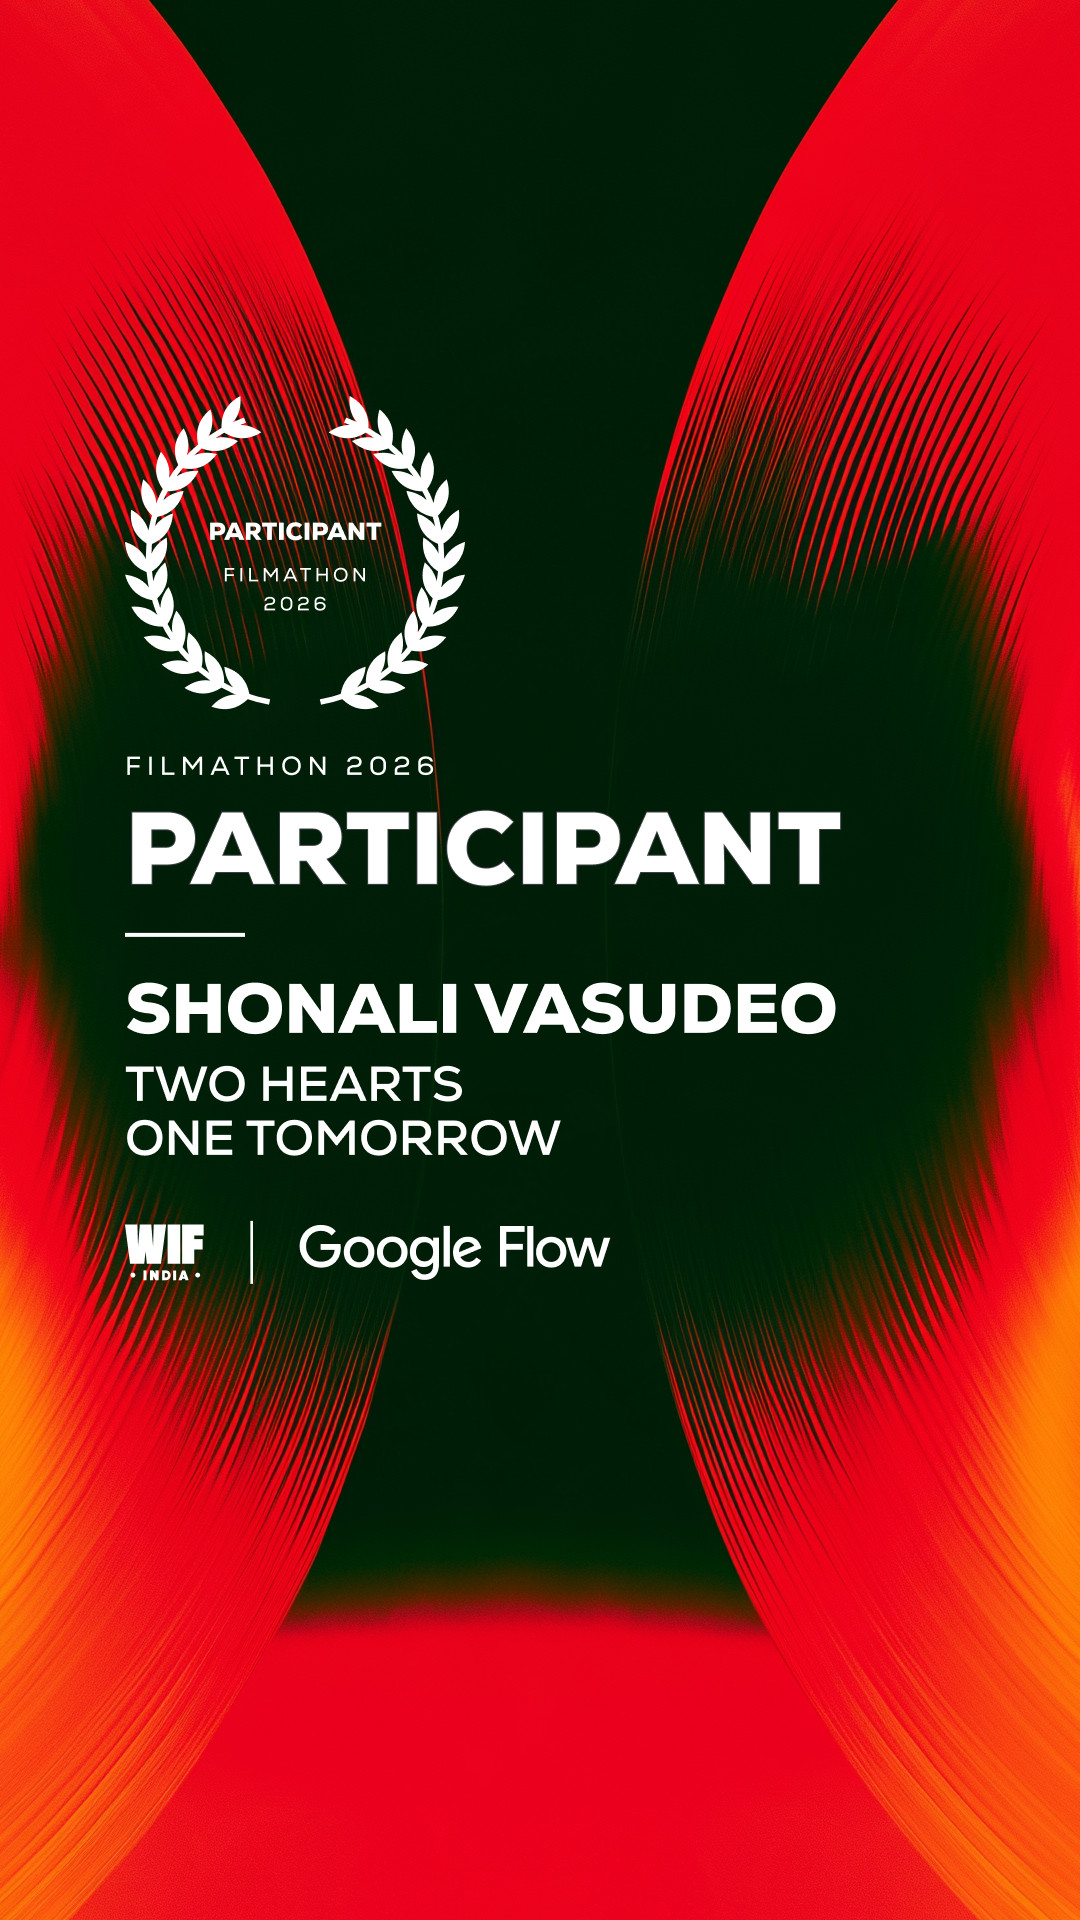 PARTICIPANT
FILMATHON
2026
FILMATHON 2026
PARTICIPANT
SHONALI VASUDEO
TWO HEARTS
ONE TOMORROW
WIF
• INDIA •
Google Flow